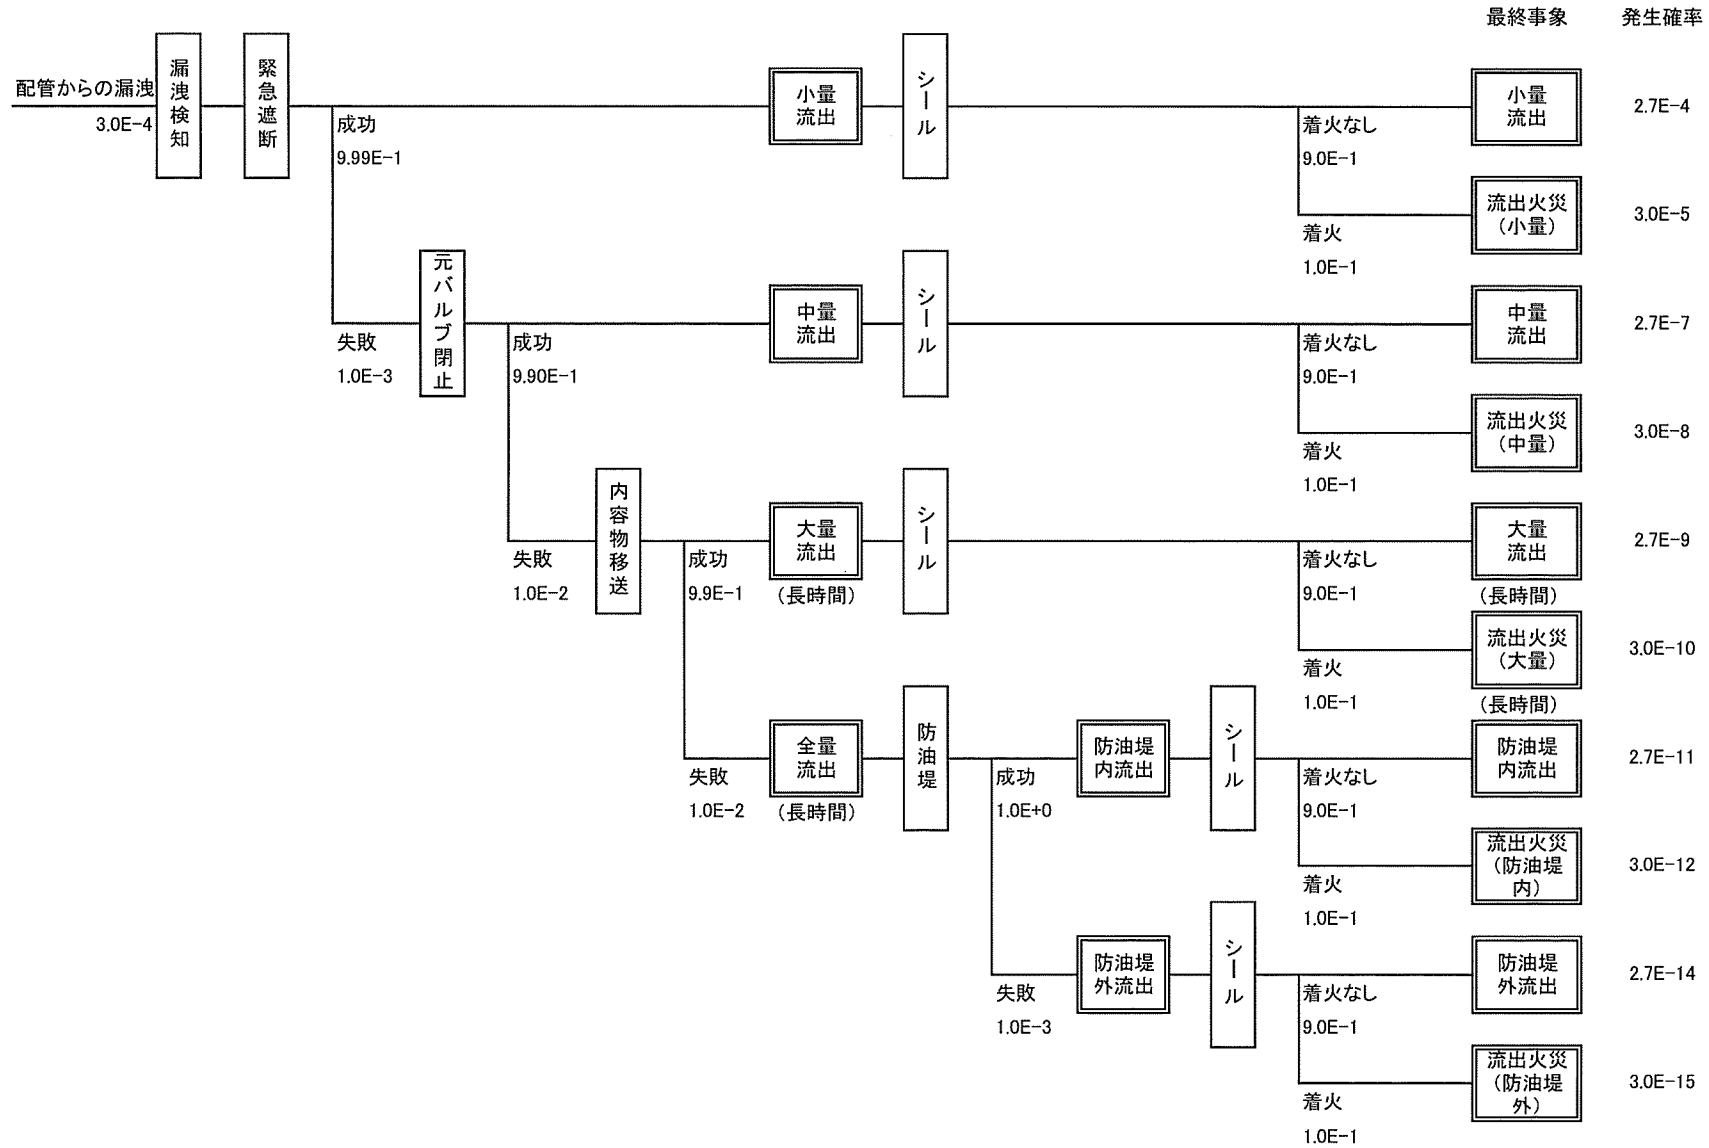 最終事象 発生確率
配管からの漏洩
3.0E-4
漏洩検知
緊急遮断
成功
9.99E-1
小量
流出
シール
着火なし
9.0E-1
小量
流出
2.7E-4
着火
1.0E-1
流出火災
(小量)
3.0E-5
失敗
1.0E-3
元バルブ閉止
成功
9.90E-1
中量
流出
シール
着火なし
9.0E-1
中量
流出
2.7E-7
着火
1.0E-1
流出火災
(中量)
3.0E-8
失敗
1.0E-2
内容物移送
成功
9.9E-1
大量
流出
(長時間)
シール
着火なし
9.0E-1
大量
流出
(長時間)
2.7E-9
着火
1.0E-1
流出火災
(大量)
(長時間)
3.0E-10
失敗
1.0E-2
全量
流出
(長時間)
防油堤
成功
1.0E+0
防油堤
内流出
シール
着火なし
9.0E-1
防油堤
内流出
2.7E-11
着火
1.0E-1
流出火災
(防油堤
内)
3.0E-12
失敗
1.0E-3
防油堤
外流出
シール
着火なし
9.0E-1
防油堤
外流出
2.7E-14
着火
1.0E-1
流出火災
(防油堤
外)
3.0E-15